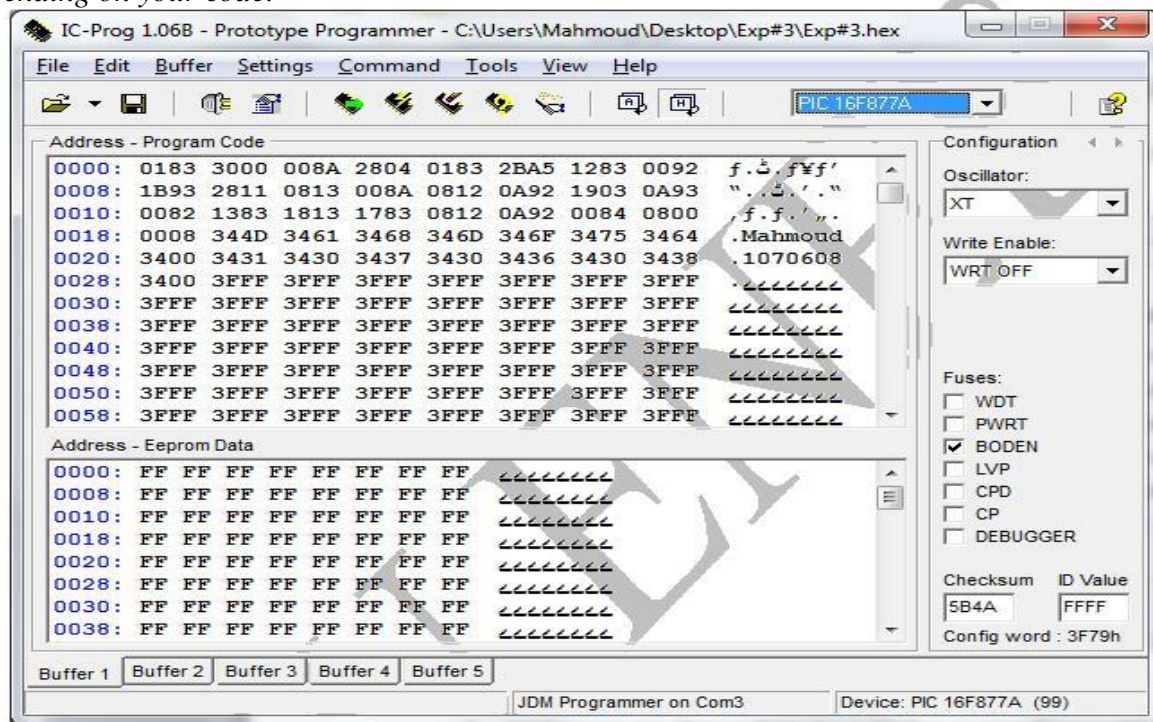 ending on your code.
IC-Prog 1.06B - Prototype Programmer - C:\Users\Mahmoud\Desktop\Exp#3\Exp#3.hex
File Edit Buffer Settings Command Tools View Help
PIC 16F877A
Address - Program Code
0000: 0183 3000 008A 2804 0183 2BA5 1283 0092
0008: 1B93 2811 0813 008A 0812 0A92 1903 0A93
0010: 0082 1383 1813 1783 0812 0A92 0084 0800
0018: 0008 344D 3461 3468 346D 346F 3475 3464 .Mahmoud
0020: 3400 3431 3430 3437 3430 3436 3430 3438 .1070608
0028: 3400 3FFF 3FFF 3FFF 3FFF 3FFF 3FFF 3FFF
0030: 3FFF 3FFF 3FFF 3FFF 3FFF 3FFF 3FFF 3FFF
0038: 3FFF 3FFF 3FFF 3FFF 3FFF 3FFF 3FFF 3FFF
0040: 3FFF 3FFF 3FFF 3FFF 3FFF 3FFF 3FFF 3FFF
0048: 3FFF 3FFF 3FFF 3FFF 3FFF 3FFF 3FFF 3FFF
0050: 3FFF 3FFF 3FFF 3FFF 3FFF 3FFF 3FFF 3FFF
0058: 3FFF 3FFF 3FFF 3FFF 3FFF 3FFF 3FFF 3FFF
Address - Eeprom Data
0000: FF FF FF FF FF FF FF FF
0008: FF FF FF FF FF FF FF FF
0010: FF FF FF FF FF FF FF FF
0018: FF FF FF FF FF FF FF FF
0020: FF FF FF FF FF FF FF FF
0028: FF FF FF FF FF FF FF FF
0030: FF FF FF FF FF FF FF FF
0038: FF FF FF FF FF FF FF FF
Configuration
Oscillator:
XT
Write Enable:
WRT OFF
Fuses:
WDT
PWRT
BODEN
LVP
CPD
CP
DEBUGGER
Checksum ID Value
5B4A FFFF
Config word : 3F79h
Buffer 1 Buffer 2 Buffer 3 Buffer 4 Buffer 5
JDM Programmer on Com3 Device: PIC 16F877A (99)